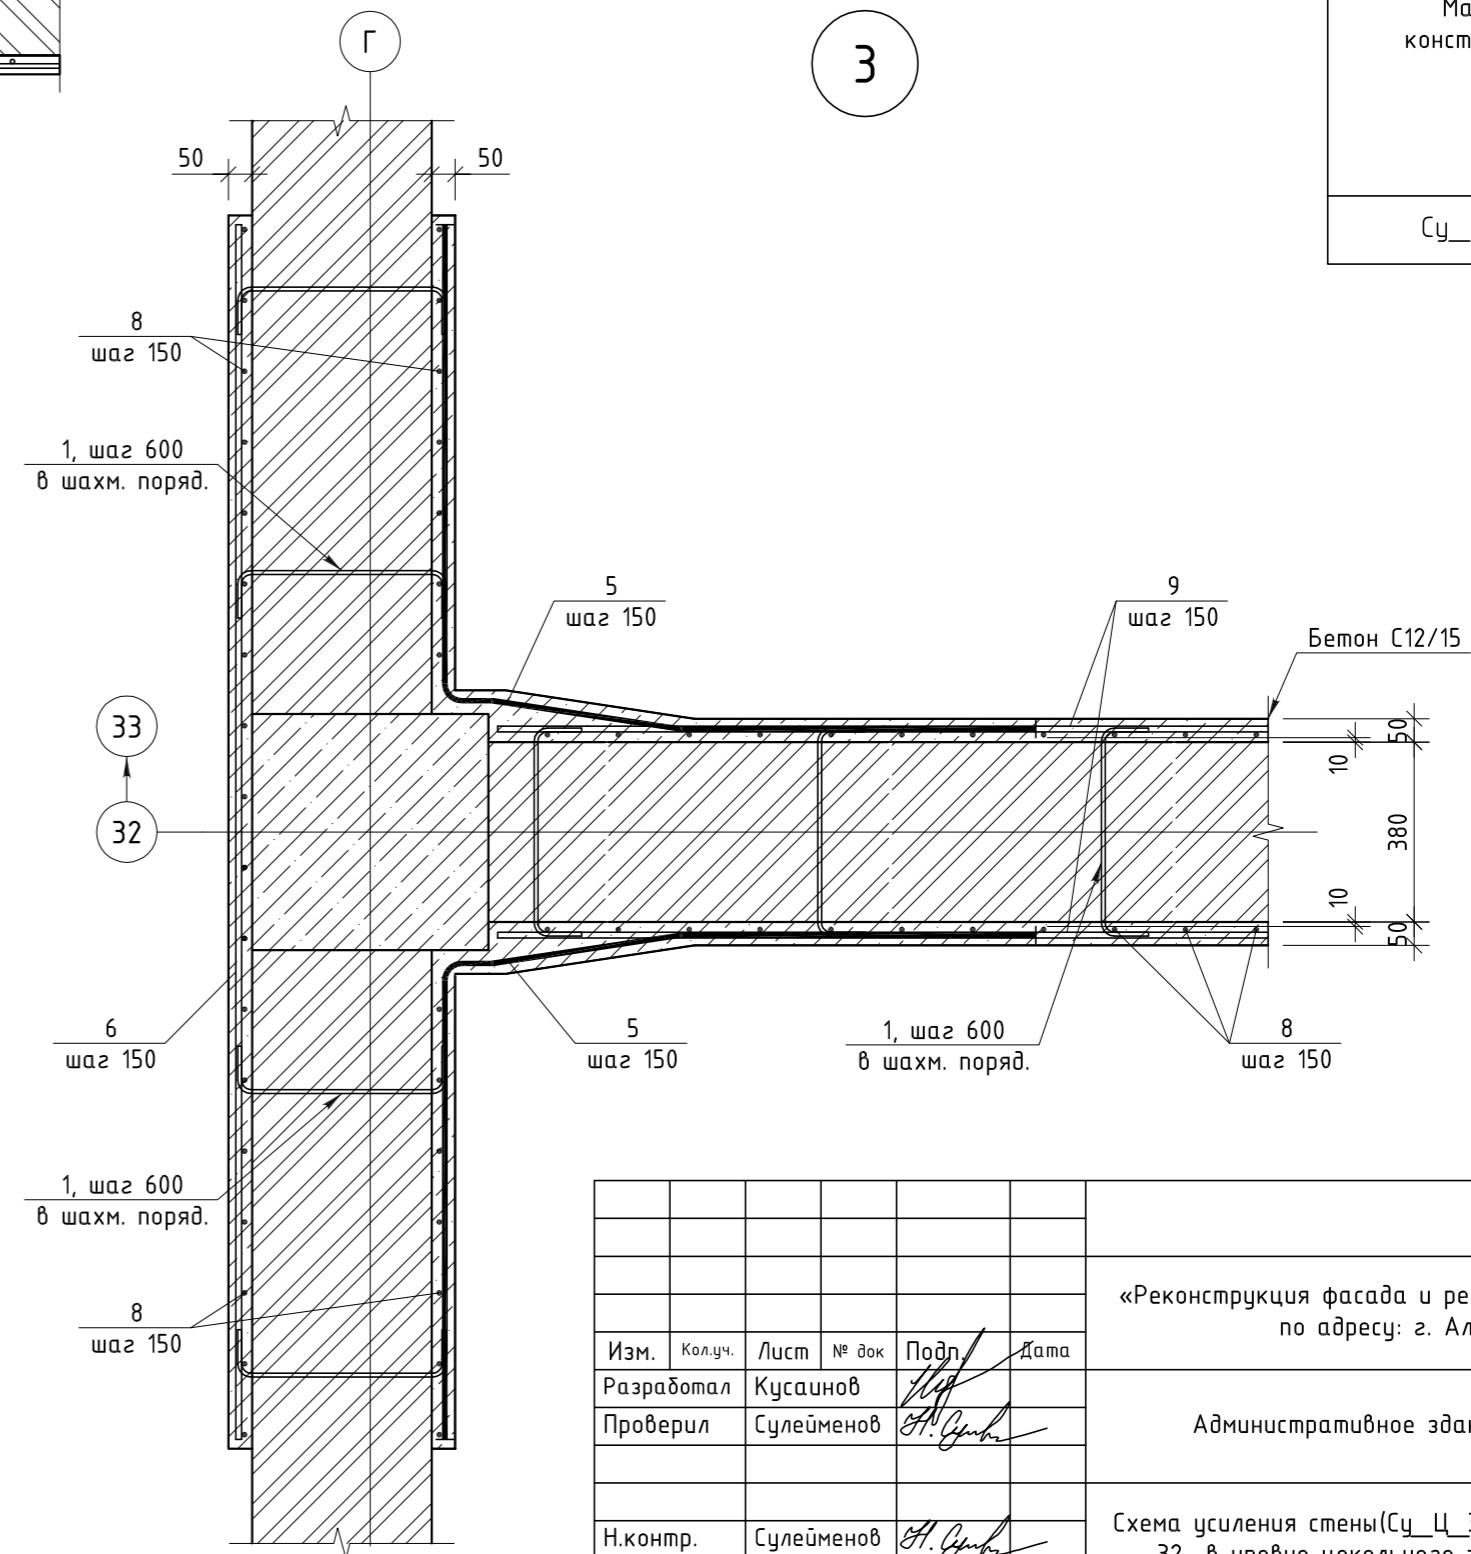 Г
3
Ма
конст
Су_
50
50
8
шаг 150
1, шаг 600
в шахм. поряд.
5
шаг 150
9
шаг 150
Бетон С12/15
33
32
50
10
380
10
50
6
шаг 150
5
шаг 150
1, шаг 600
в шахм. поряд.
8
шаг 150
1, шаг 600
в шахм. поряд.
8
шаг 150
«Реконструкция фасада и ре
по адресу: г. Ал
Изм. Кол.уч. Лист № док Подп. Дата
Разработал Кусаинов
Проверил Сулейменов
Административное здан
Н.контр. Сулейменов
Схема усиления стены(Су_Ц_3
32, в уровне цокольного э